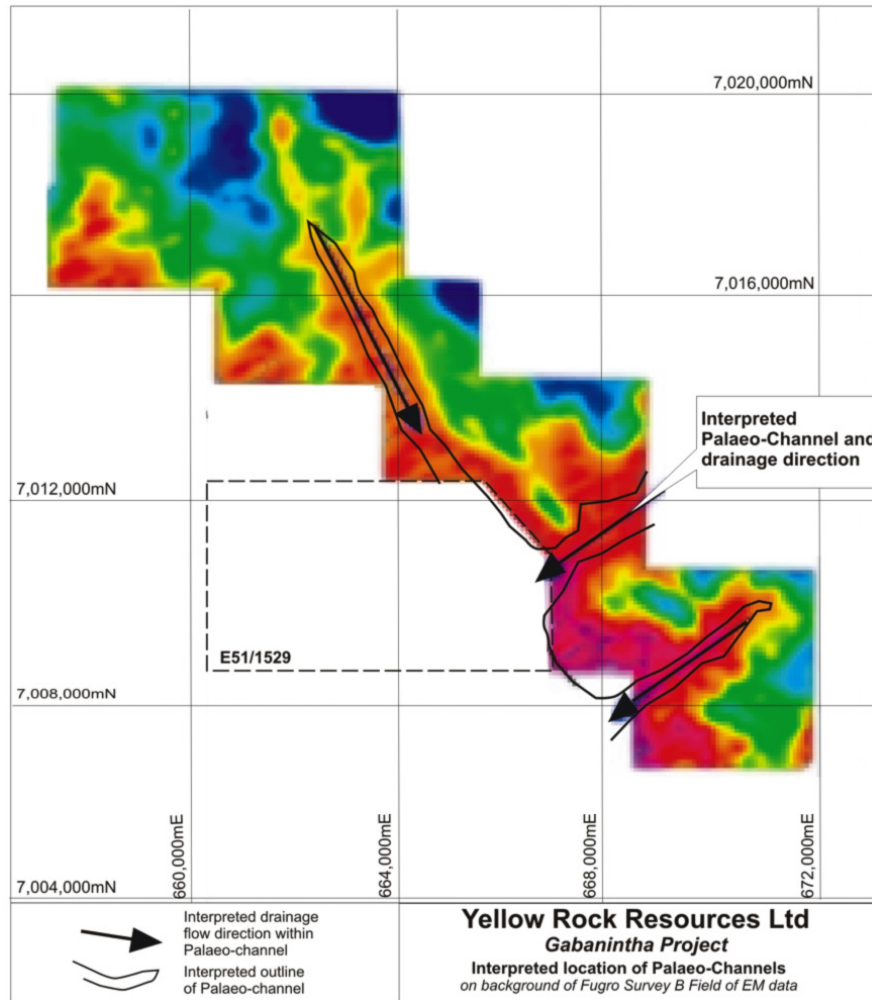 7,020,000mN
7,016,000mN
Interpreted
Palaeo-Channel and
drainage direction
7,012,000mN
E51/1529
7,008,000mN
660,000mE
664,000mE
668,000mE
672,000mE
7,004,000mN
Interpreted drainage
flow direction within
Palaeo-channel
Interpreted outline
of Palaeo-channel
Yellow Rock Resources Ltd
Gabanintha Project
Interpreted location of Palaeo-Channels
on background of Fugro Survey B Field of EM data